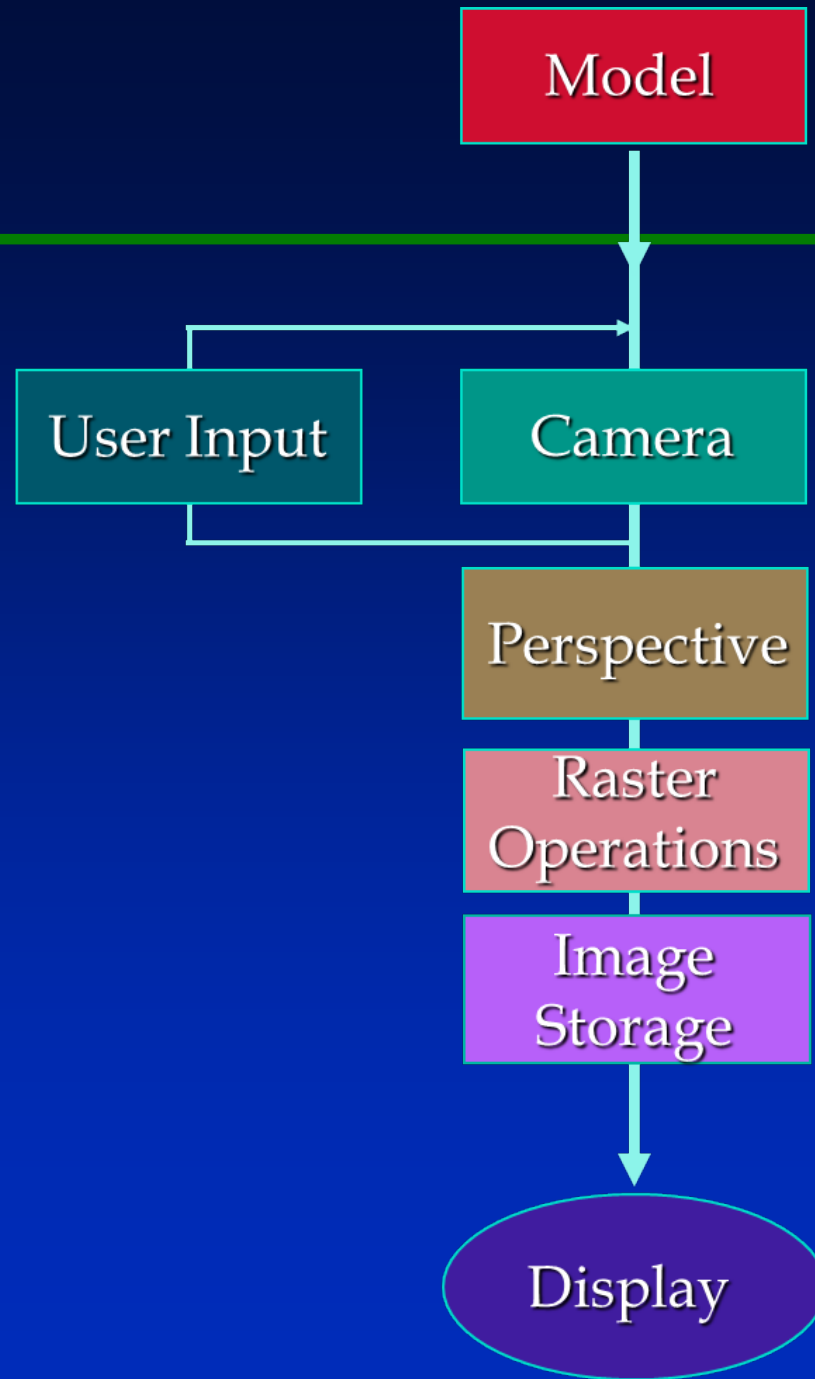 Model
User Input
Camera
Perspective
Raster
Operations
Image
Storage
Display